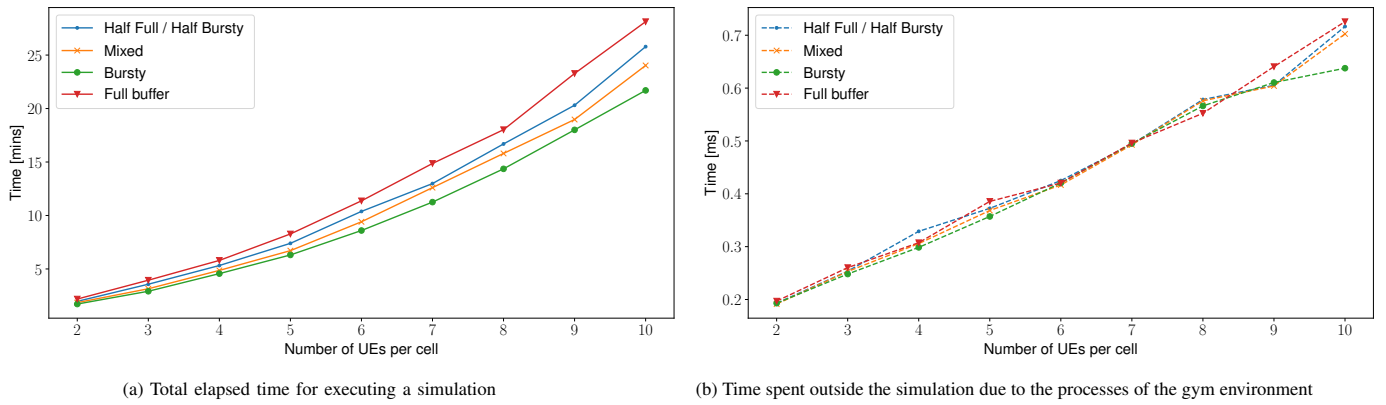 Half Full / Half Bursty
Mixed
Bursty
Full buffer
Time [mins]
25
20
15
10
5
2 3 4 5 6 7 8 9 10
Number of UEs per cell
(a) Total elapsed time for executing a simulation
Half Full / Half Bursty
Mixed
Bursty
Full buffer
Time [ms]
0.7
0.6
0.5
0.4
0.3
0.2
2 3 4 5 6 7 8 9 10
Number of UEs per cell
(b) Time spent outside the simulation due to the processes of the gym environment